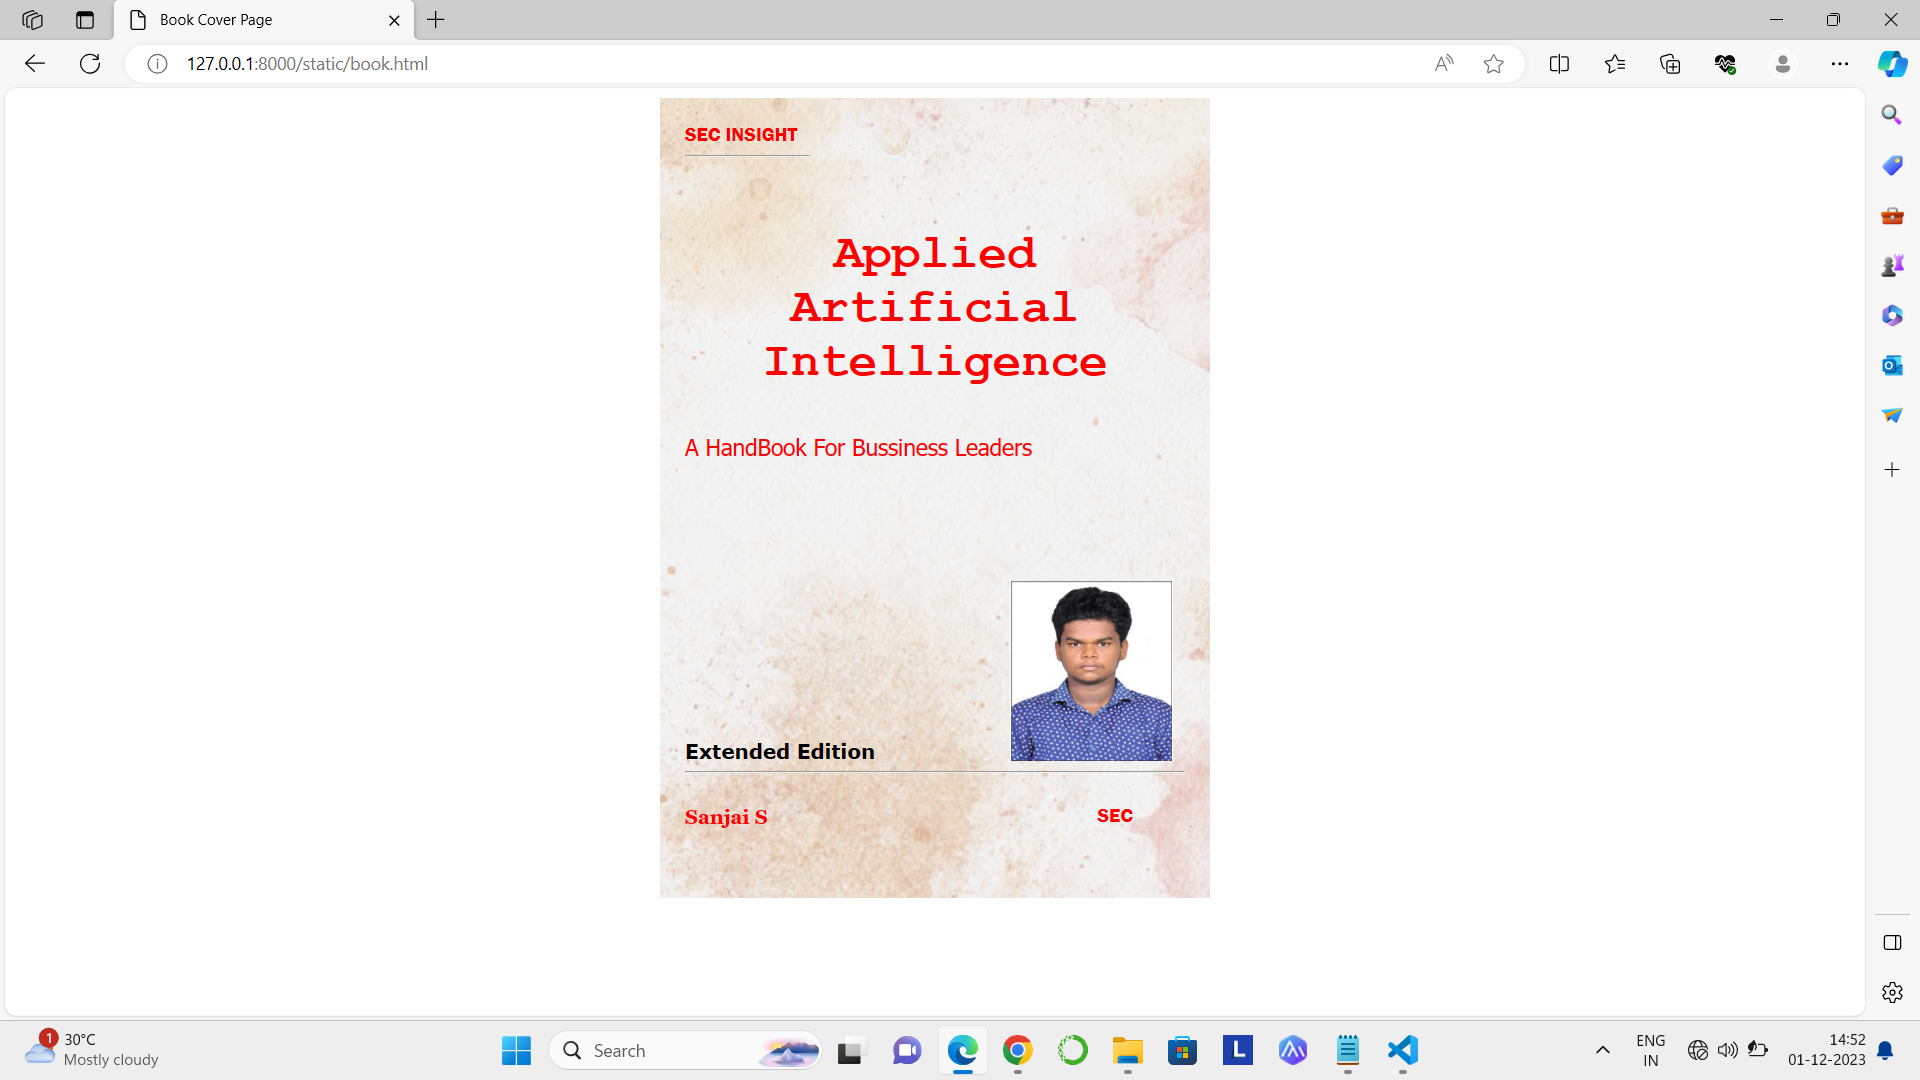 Book Cover Page
127.0.0.1:8000/static/book.html
SEC INSIGHT
Applied
Artificial
Intelligence
A HandBook For Bussiness Leaders
Extended Edition
Sanjai S
SEC
1
30°C
Mostly cloudy
Search
L
ENG
IN
14:52
01-12-2023